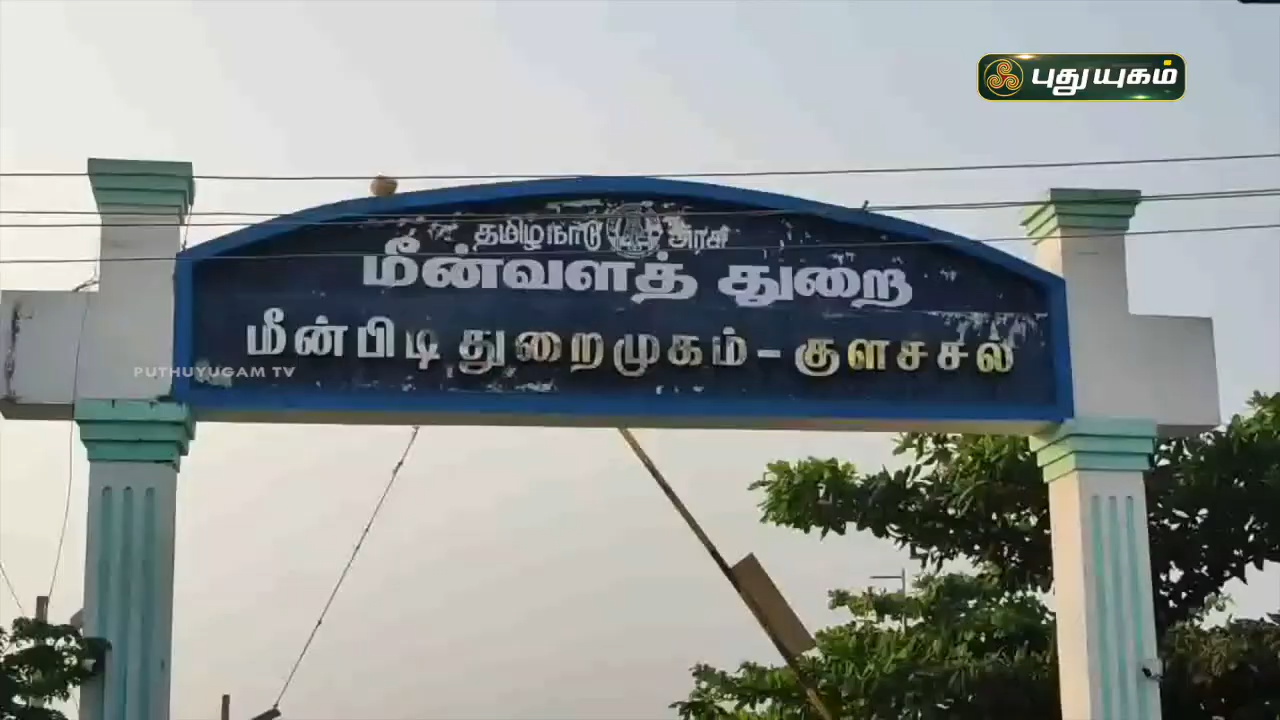 புதுயுகம்
தமிழ்நாடு அரசு
மீன்வளத் துறை
மீன்பிடி துறைமுகம் - குளச்சல்
PUTHUYUGAM TV